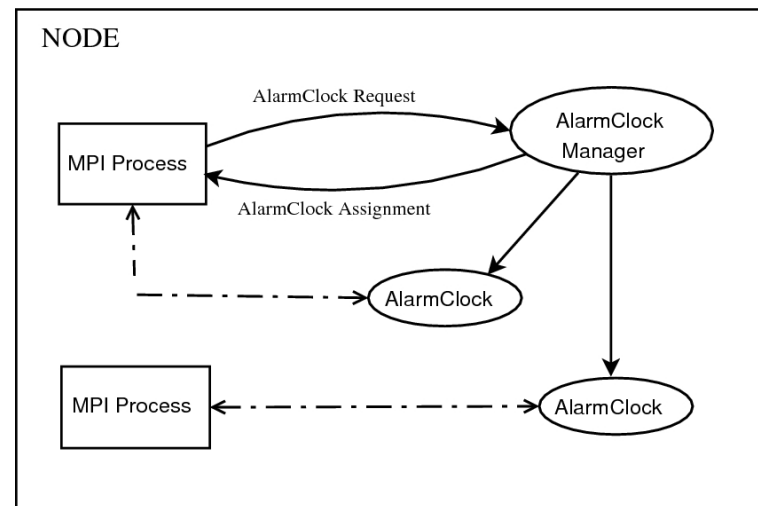 NODE
AlarmClock Request
AlarmClock
Manager
MPI Process
AlarmClock Assignment
AlarmClock
MPI Process
AlarmClock